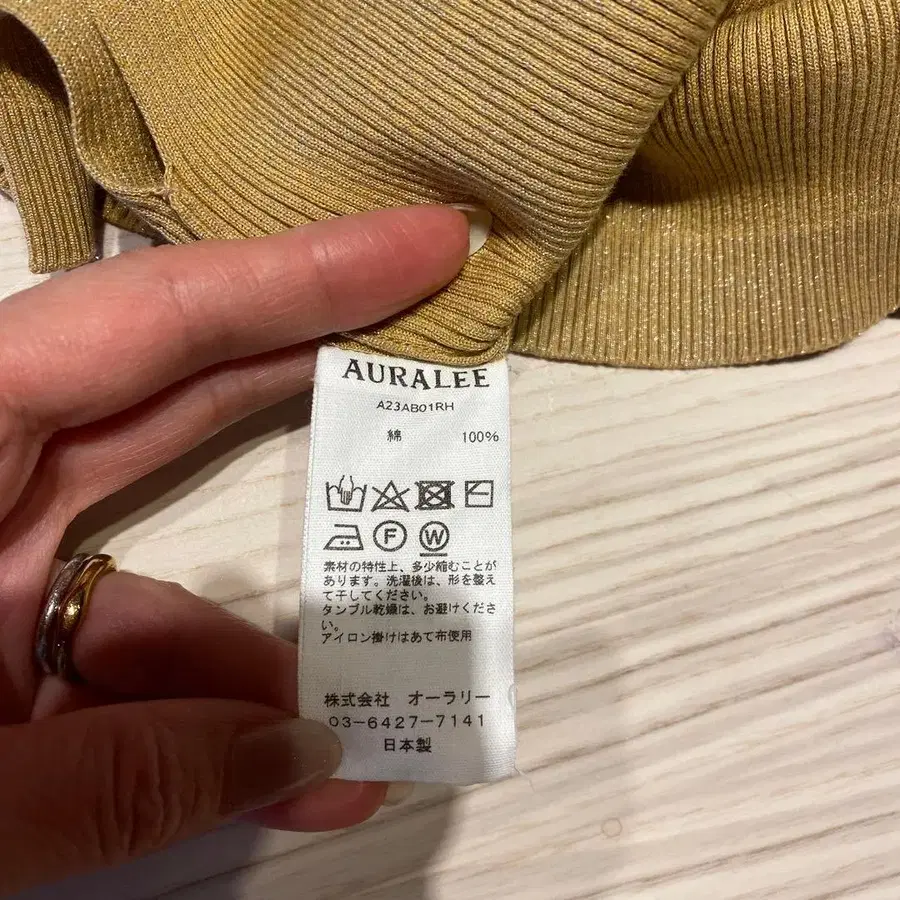 AURALEE
A23AB01RH
綿 100%
F W
素材の特性上、多少縮むことが
あります。洗濯後は、形を整え
て干してください。
タンブル乾燥は、お避けくださ
い。
アイロン掛けはあて布使用
株式会社 オーラリー
03-6427-7141
日本製